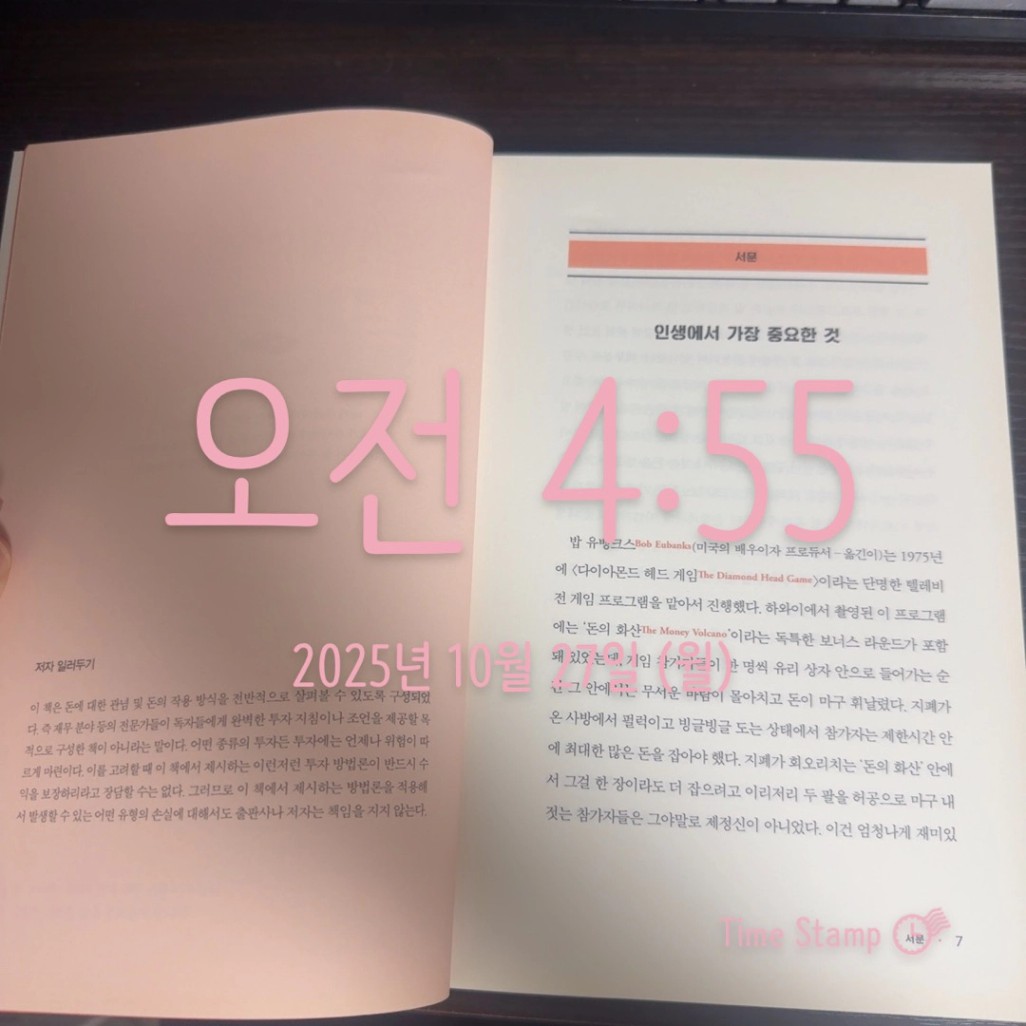 저자 일러두기
이 책은 돈에 대한 관념 및 돈의 작용 방식을 전반적으로 살펴볼 수 있도록 구성되었
다. 즉 재무 분야 등의 전문가들이 독자들에게 완벽한 투자 지침이나 조언을 제공할 목
적으로 구성한 책이 아니라는 말이다. 어떤 종류의 투자든 투자에는 언제나 위험이 따
르게 마련이다. 이를 고려할 때 이 책에서 제시하는 이런저런 투자 방법론이 반드시 수
익을 보장하리라고 장담할 수는 없다. 그러므로 이 책에서 제시하는 방법론을 적용해
서 발생할 수 있는 어떤 유형의 손실에 대해서도 출판사나 저자는 책임을 지지 않는다.
서문
인생에서 가장 중요한 것
오전 4:55
밥 유뱅크스Bob Eubanks(미국의 배우이자 프로듀서-옮긴이)는 1975년
에 〈다이아몬드 헤드 게임The Diamond Head Game〉이라는 단명한 텔레비
전 게임 프로그램을 맡아서 진행했다. 하와이에서 촬영된 이 프로그램
에는 '돈의 화산The Money Volcano'이라는 독특한 보너스 라운드가 포함
2025년 10월 27일 (월)
돼 있었는데, 게임 참가자들이 한 명씩 유리 상자 안으로 들어가는 순
그 안에서는 무서운 바람이 몰아치고 돈이 마구 휘날렸다. 지폐가
온 사방에서 펄럭이고 빙글빙글 도는 상태에서 참가자는 제한시간 안
에 최대한 많은 돈을 잡아야 했다. 지폐가 회오리치는 '돈의 화산' 안에
서 그걸 한 장이라도 더 잡으려고 이리저리 두 팔을 허공으로 마구 내
젓는 참가자들은 그야말로 제정신이 아니었다. 이건 엄청나게 재미있
Time Stamp
서문 · 7